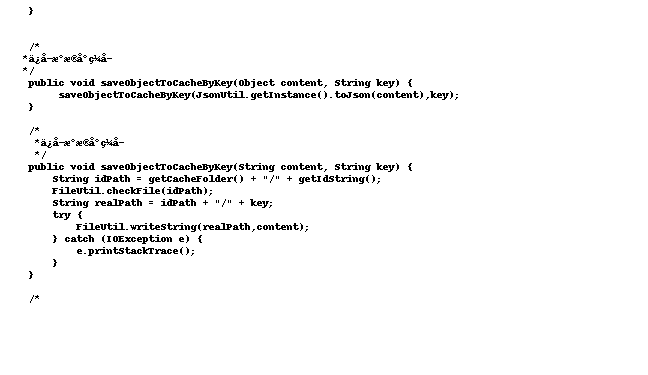 }
/*
*ä¿å­æ°æ®å°ç¼å­
*/
public void saveObjectToCacheByKey(Object content, String key) {
saveObjectToCacheByKey(JsonUtil.getInstance().toJson(content),key);
}
/*
*ä¿å­æ°æ®å°ç¼å­
*/
public void saveObjectToCacheByKey(String content, String key) {
String idPath = getCacheFolder() + "/" + getIdString();
FileUtil.checkFile(idPath);
String realPath = idPath + "/" + key;
try {
FileUtil.writeString(realPath,content);
} catch (IOException e) {
e.printStackTrace();
}
}
/*